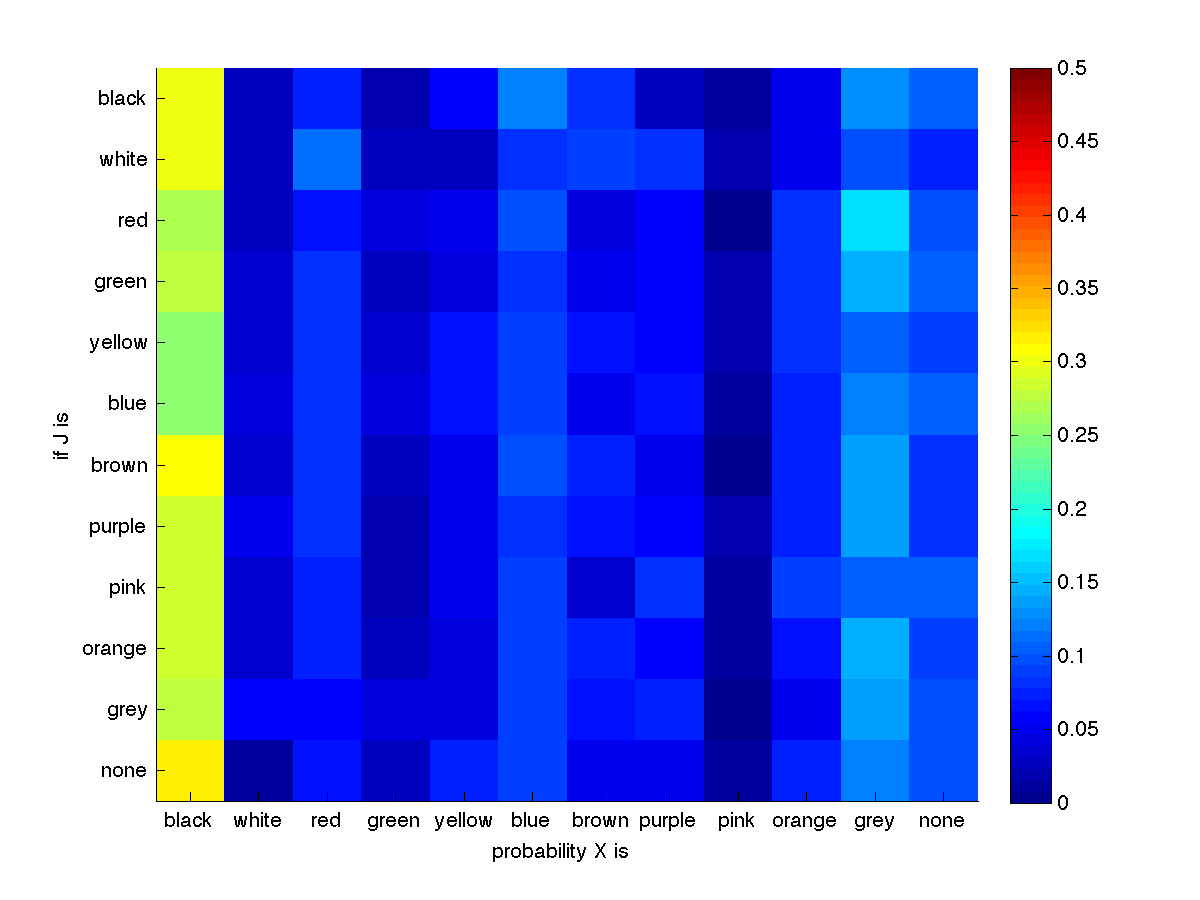 0.5
black
0.45
white
0.4
red
0.35
green
0.3
yellow
0.25
blue
if J is
0.2
brown
purple
0.15
pink
0.1
orange
0.05
grey
none
0
black white red green yellow blue brown purple pink orange grey none
probability X is